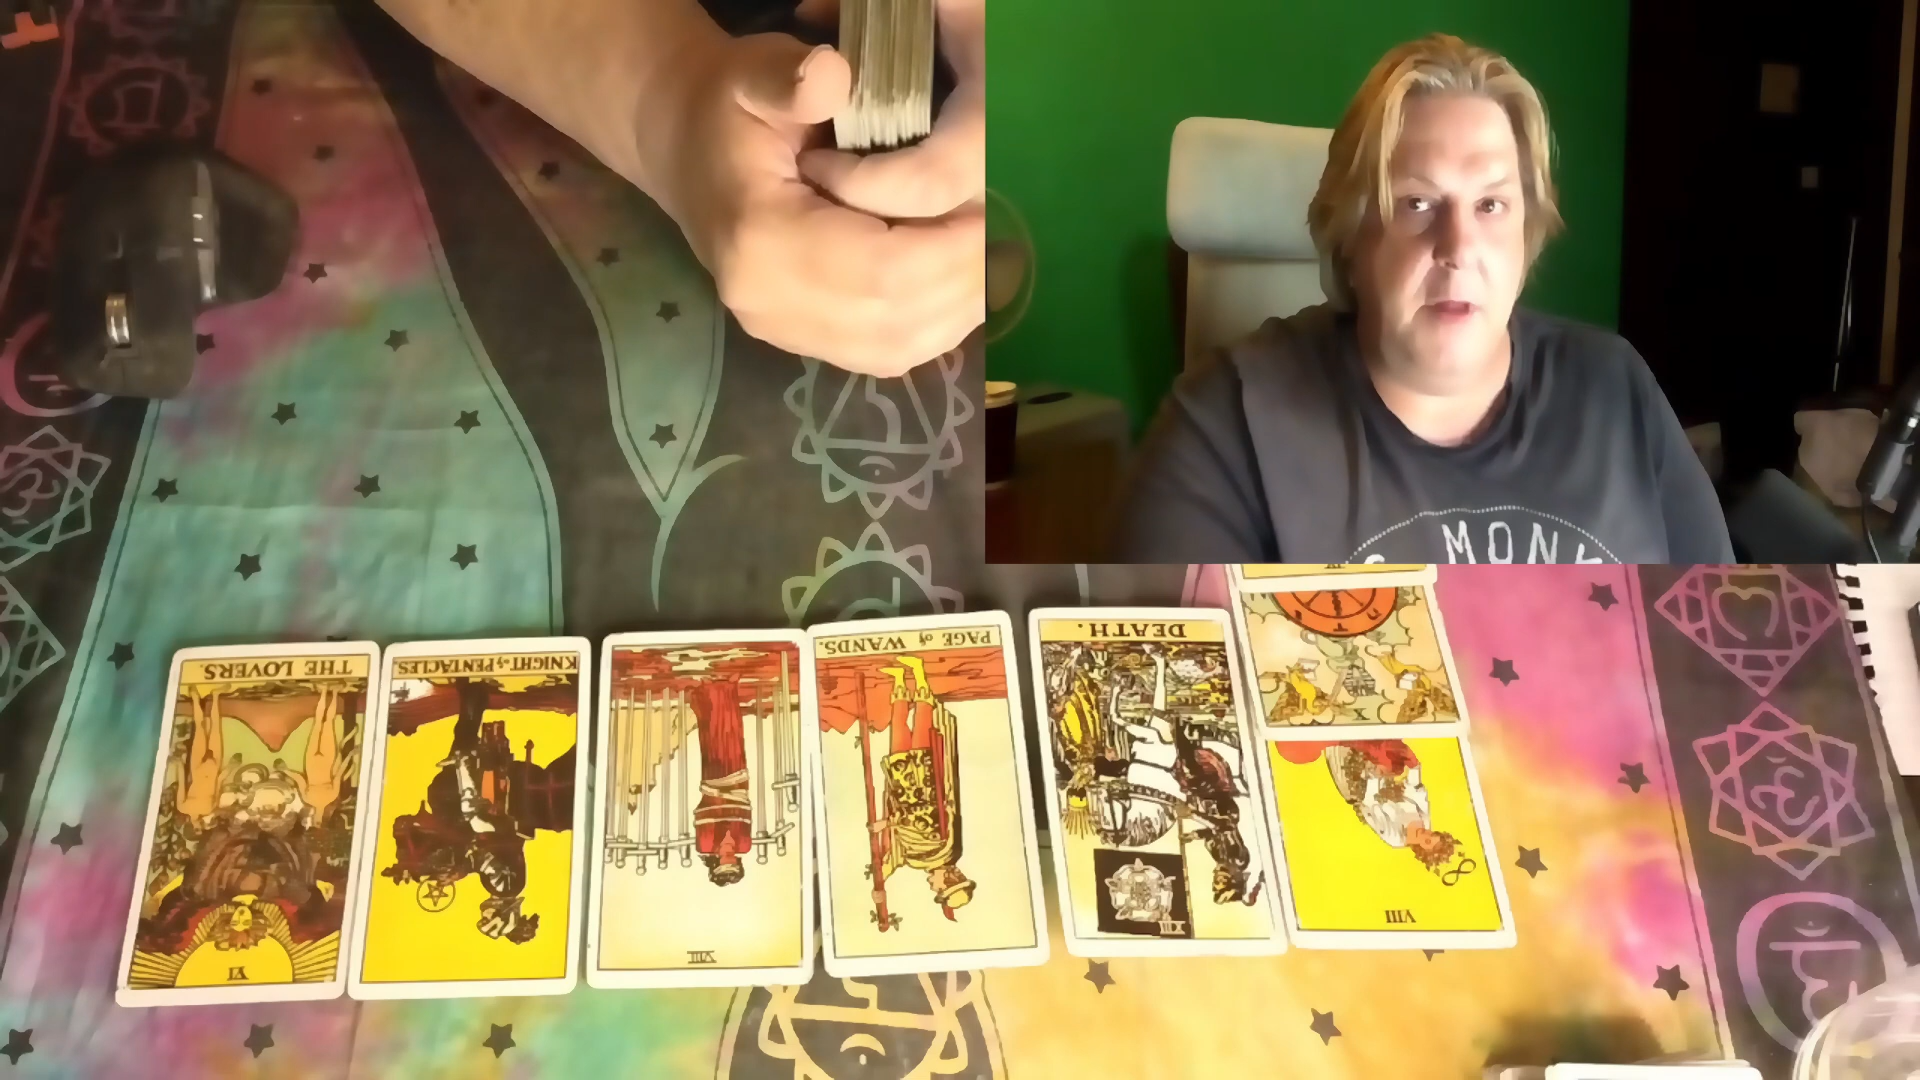 MONK
THE LOVERS.
KNIGHT of PENTACLES.
PAGE of WANDS.
DEATH.
X
VI
VIII
XIII
VIII